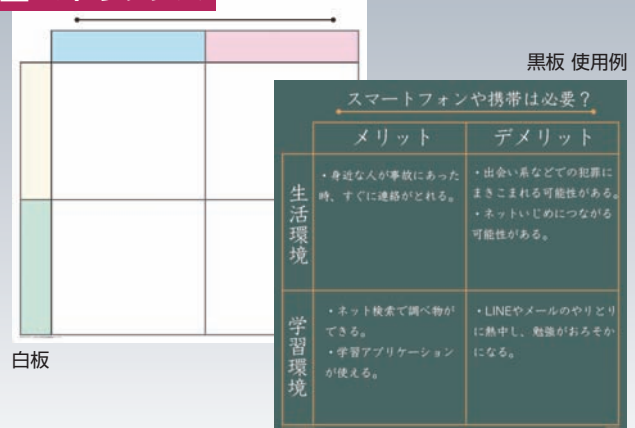 黒板 使用例
スマートフォンや携帯は必要？
メリット
デメリット
生活環境
・身近な人が事故にあった
時、すぐに連絡がとれる。
・出会い系などでの犯罪に
まきこまれる可能性がある。
・ネットいじめにつながる
可能性がある。
学習環境
・ネット検索で調べ物が
できる。
・学習アプリケーション
が使える。
・LINEやメールのやりとり
に熱中し、勉強がおろそか
になる。
白板